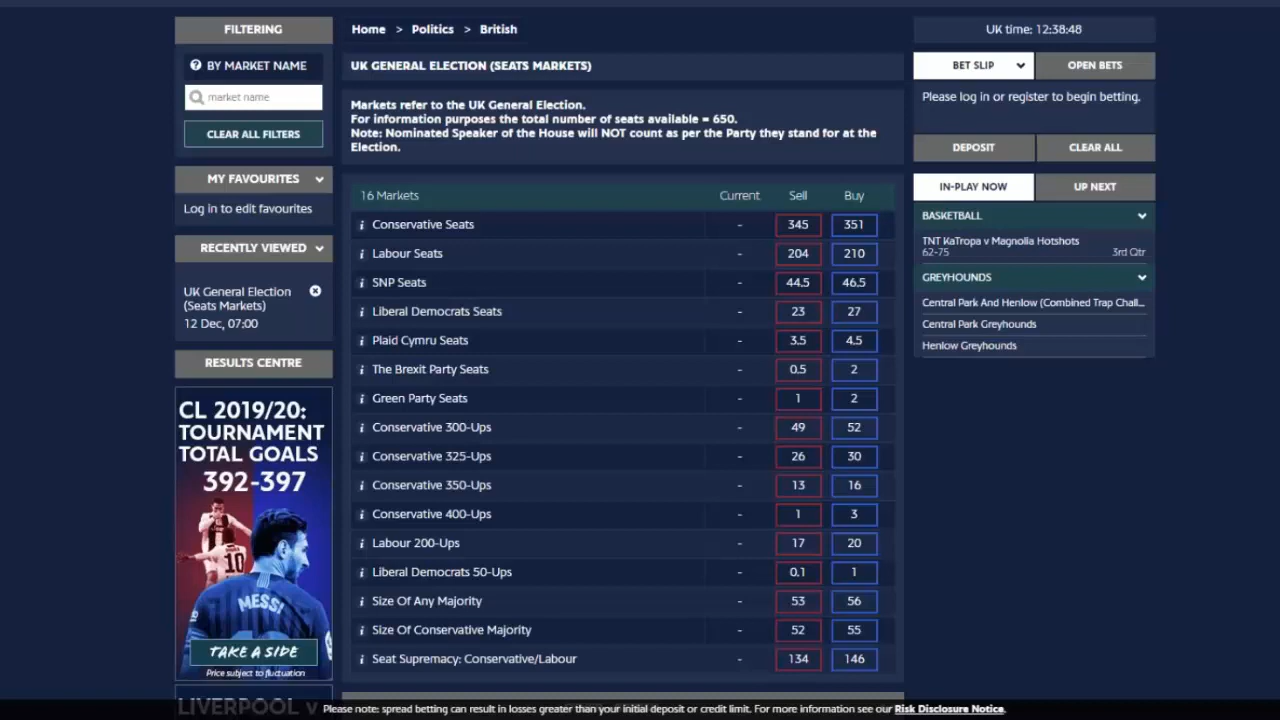 FILTERING
? BY MARKET NAME
market name
CLEAR ALL FILTERS
MY FAVOURITES
Log in to edit favourites
RECENTLY VIEWED
UK General Election
(Seats Markets)
12 Dec, 07:00
RESULTS CENTRE
CL 2019/20:
TOURNAMENT
TOTAL GOALS
392-397
10
MESSI
TAKE A SIDE
Price subject to fluctuation
LIVERPOOL v
Home > Politics > British
UK GENERAL ELECTION (SEATS MARKETS)
Markets refer to the UK General Election.
For information purposes the total number of seats available = 650.
Note: Nominated Speaker of the House will NOT count as per the Party they stand for at the
Election.
16 Markets Current Sell Buy
i Conservative Seats - 345 351
i Labour Seats - 204 210
i SNP Seats - 44.5 46.5
i Liberal Democrats Seats - 23 27
i Plaid Cymru Seats - 3.5 4.5
i The Brexit Party Seats - 0.5 2
i Green Party Seats - 1 2
i Conservative 300-Ups - 49 52
i Conservative 325-Ups - 26 30
i Conservative 350-Ups - 13 16
i Conservative 400-Ups - 1 3
i Labour 200-Ups - 17 20
i Liberal Democrats 50-Ups - 0.1 1
i Size Of Any Majority - 53 56
i Size Of Conservative Majority - 52 55
i Seat Supremacy: Conservative/Labour - 134 146
UK time: 12:38:48
BET SLIP OPEN BETS
Please log in or register to begin betting.
DEPOSIT CLEAR ALL
IN-PLAY NOW UP NEXT
BASKETBALL
TNT KaTropa v Magnolia Hotshots
62-75 3rd Qtr
GREYHOUNDS
Central Park And Henlow (Combined Trap Chall...
Central Park Greyhounds
Henlow Greyhounds
Please note: spread betting can result in losses greater than your initial deposit or credit limit. For more information see our Risk Disclosure Notice.